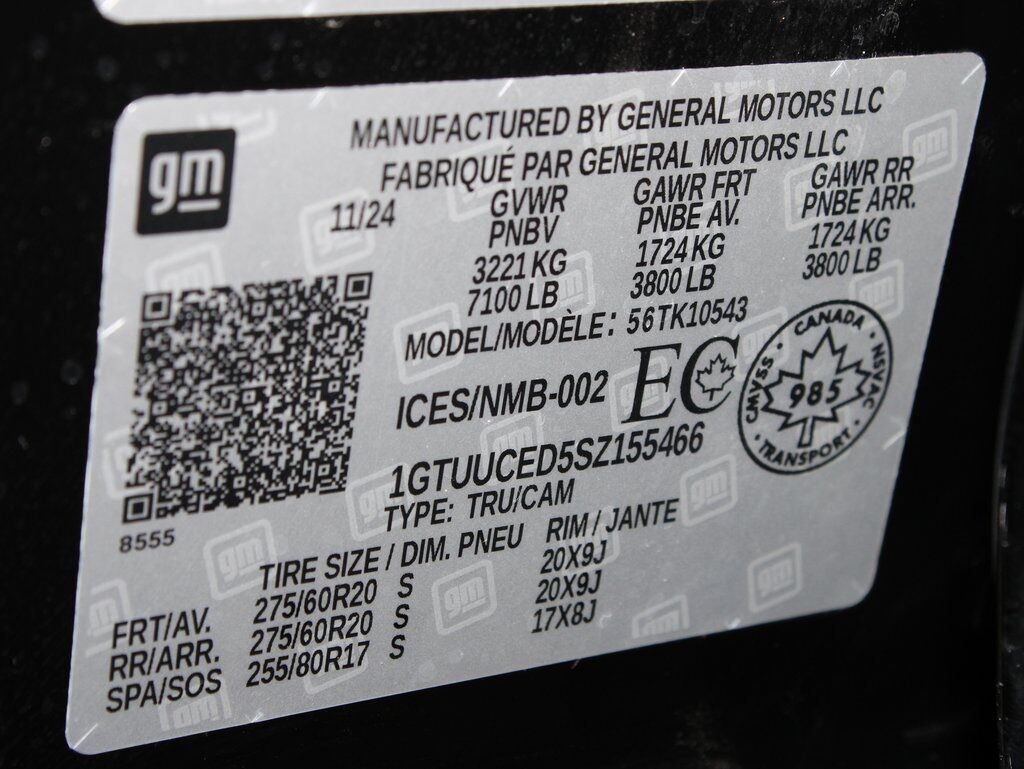 gm
MANUFACTURED BY GENERAL MOTORS LLC
FABRIQUÉ PAR GENERAL MOTORS LLC
11/24 GVWR GAWR FRT GAWR RR
PNBV PNBE AV. PNBE ARR.
3221 KG 1724 KG 1724 KG
7100 LB 3800 LB 3800 LB
MODEL/MODÈLE: 56TK10543
ICES/NMB-002 EC
CANADA
CMVSS · NSVAC
985
TRANSPORT
1GTUUCED5SZ155466
TYPE: TRU/CAM
8555
TIRE SIZE / DIM. PNEU RIM / JANTE
FRT/AV. 275/60R20 S 20X9J
RR/ARR. 275/60R20 S 20X9J
SPA/SOS 255/80R17 S 17X8J